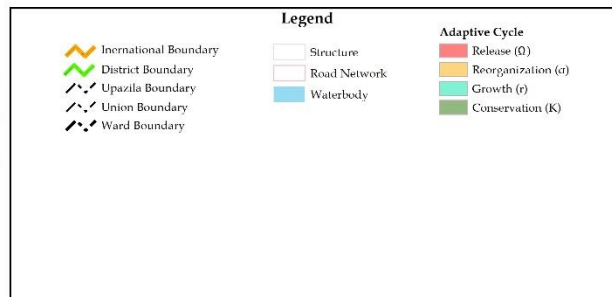 Legend
Inernational Boundary
District Boundary
Upazila Boundary
Union Boundary
Ward Boundary
Structure
Road Network
Waterbody
Adaptive Cycle
Release (Ω)
Reorganization (α)
Growth (r)
Conservation (K)